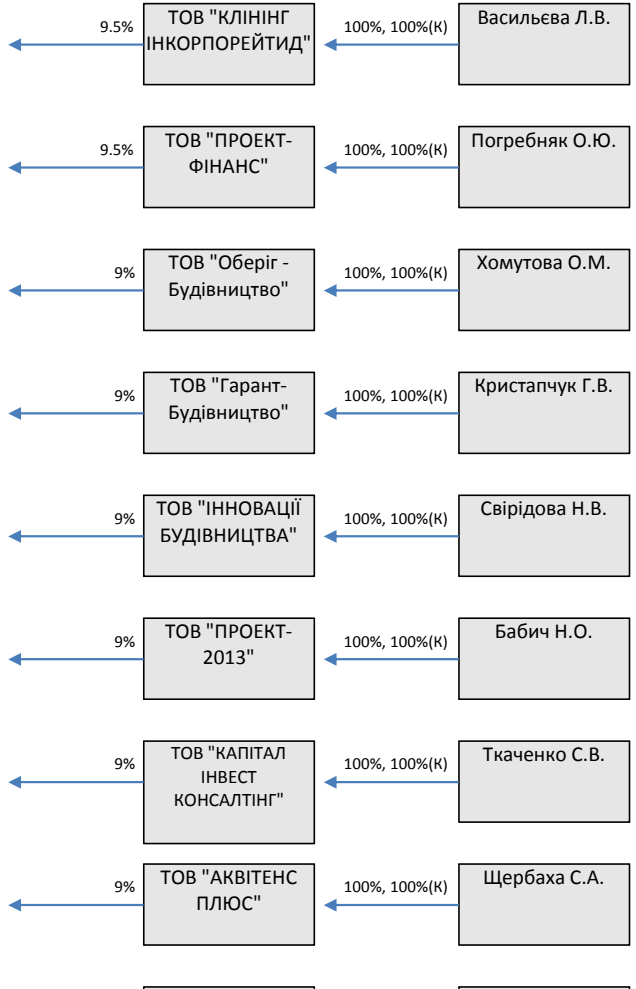 9.5%
ТОВ "КЛІНІНГ
ІНКОРПОРЕЙТИД"
100%, 100%(К)
Васильєва Л.В.
9.5%
ТОВ "ПРОЕКТ-
ФІНАНС"
100%, 100%(К)
Погребняк О.Ю.
9%
ТОВ "Оберіг -
Будівництво"
100%, 100%(К)
Хомутова О.М.
9%
ТОВ "Гарант-
Будівництво"
100%, 100%(К)
Кристапчук Г.В.
9%
ТОВ "ІННОВАЦІЇ
БУДІВНИЦТВА"
100%, 100%(К)
Свірідова Н.В.
9%
ТОВ "ПРОЕКТ-
2013"
100%, 100%(К)
Бабич Н.О.
9%
ТОВ "КАПІТАЛ
ІНВЕСТ
КОНСАЛТІНГ"
100%, 100%(К)
Ткаченко С.В.
9%
ТОВ "АКВІТЕНС
ПЛЮС"
100%, 100%(К)
Щербаха С.А.